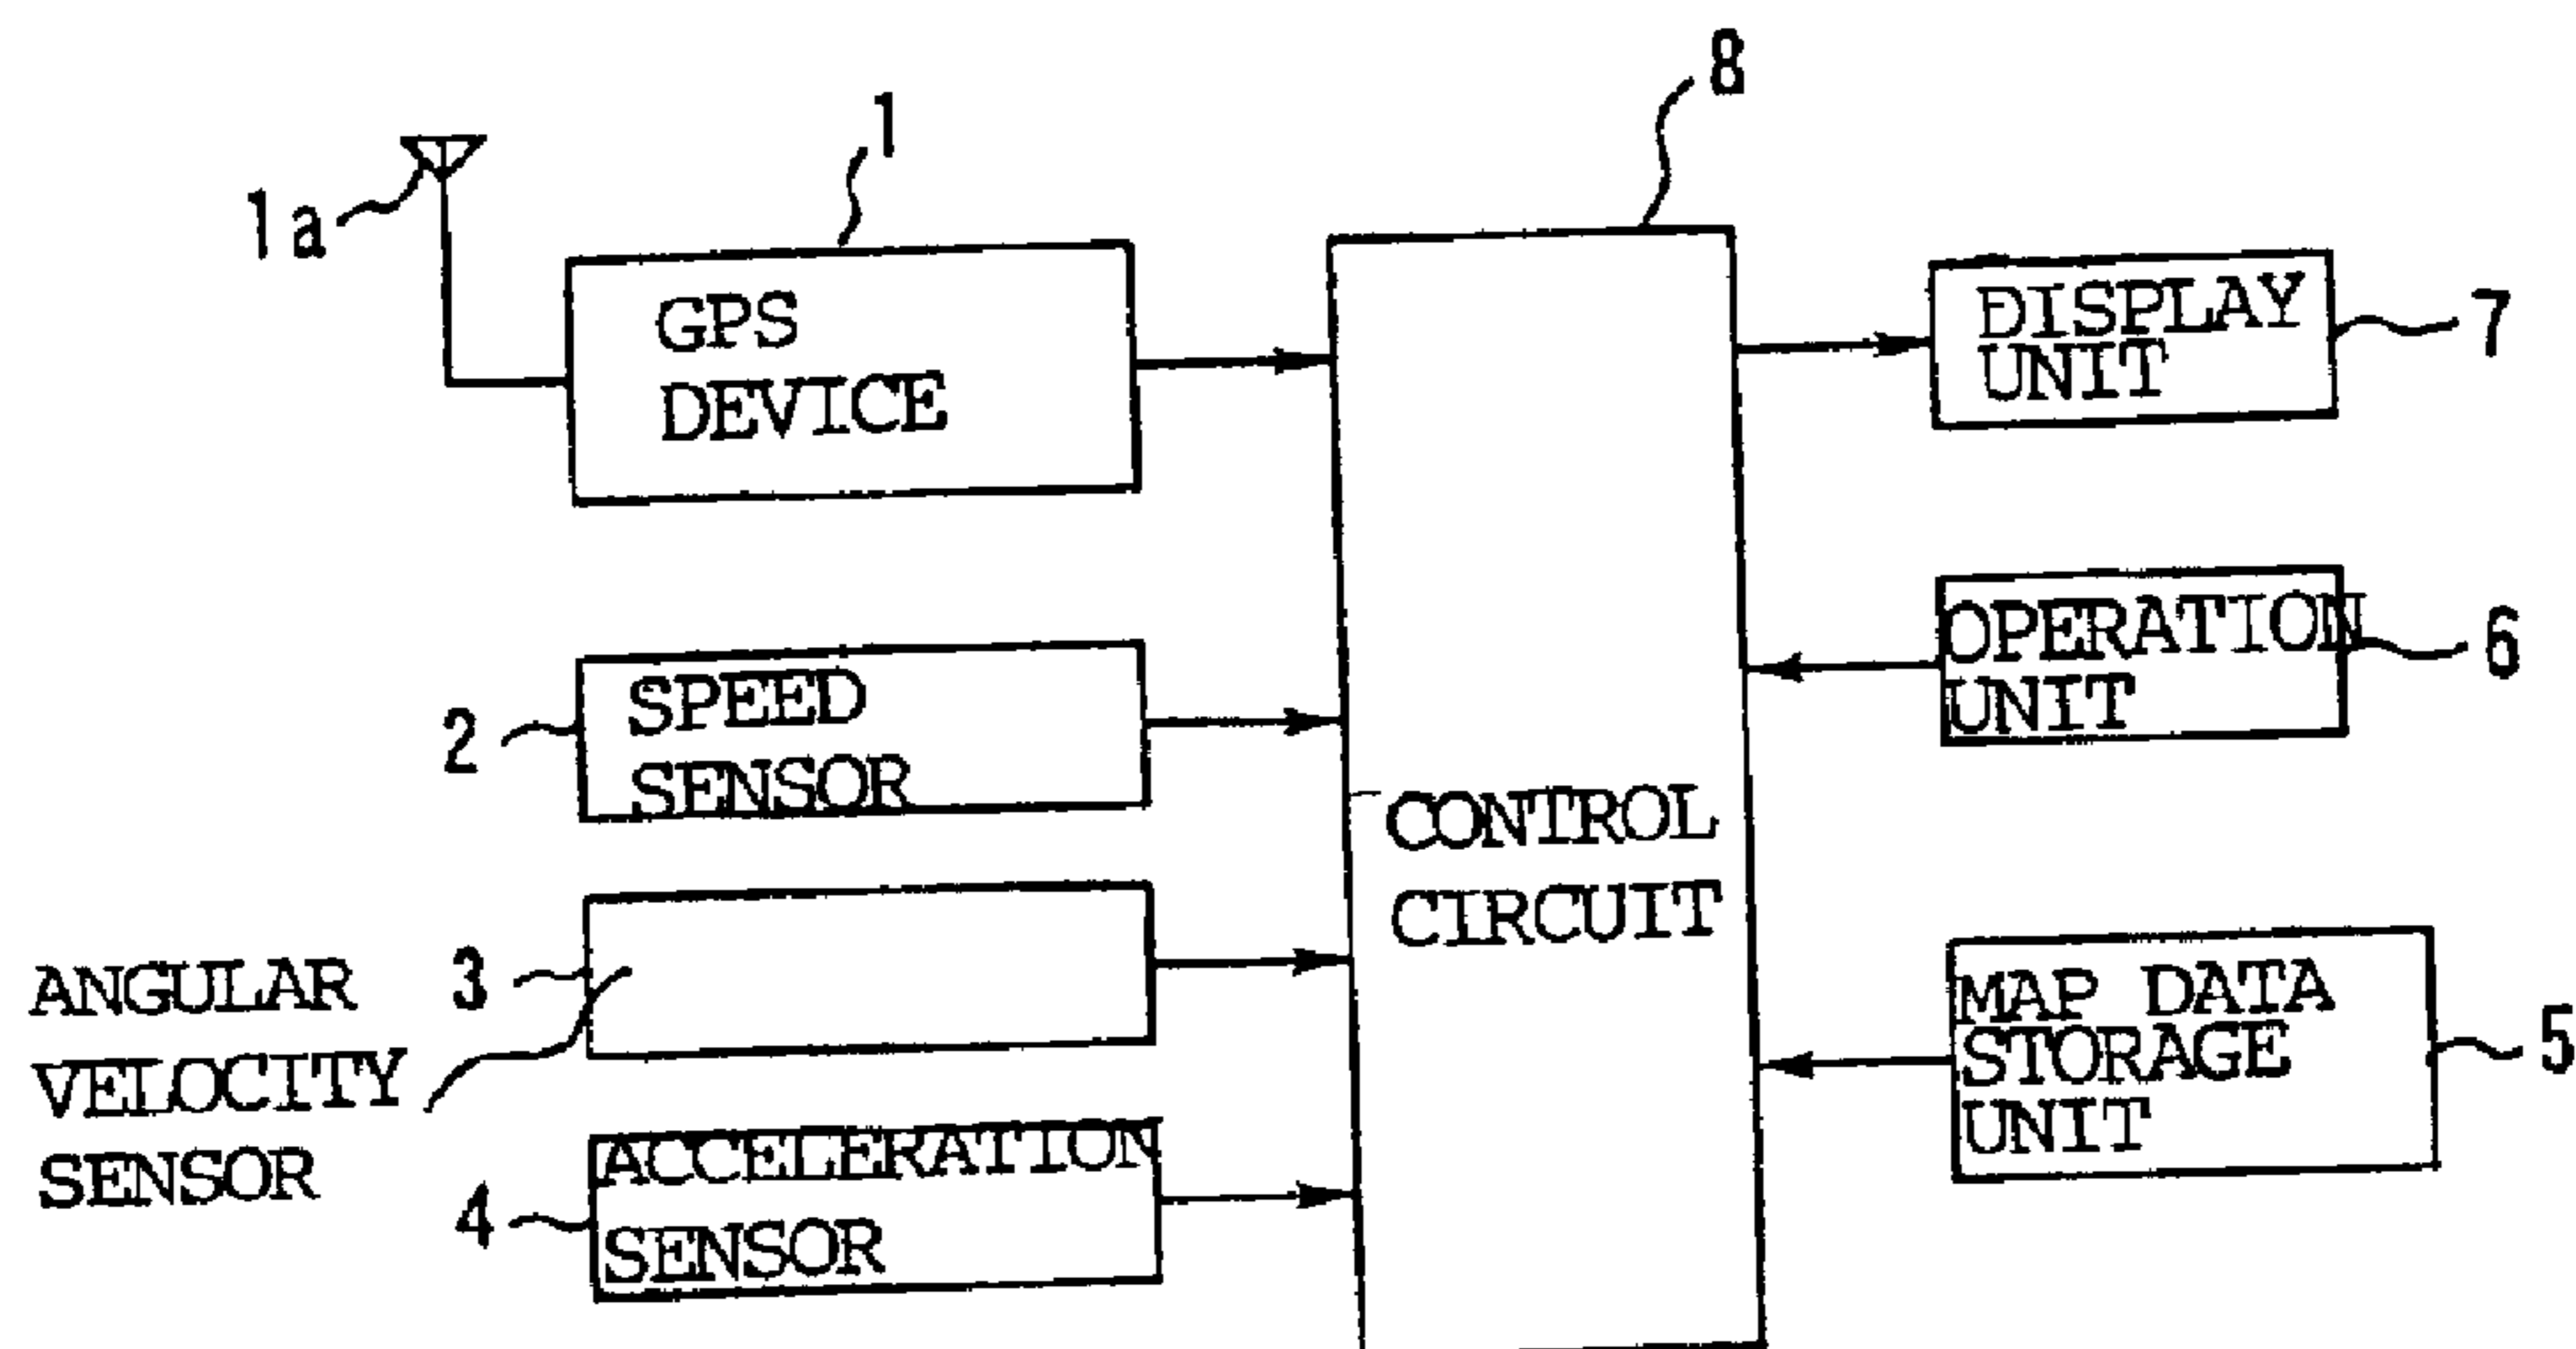 8
1
1a
GPS
DEVICE
DISPLAY
UNIT
7
OPERATION
UNIT
6
2
SPEED
SENSOR
CONTROL
CIRCUIT
3
ANGULAR
VELOCITY
SENSOR
MAP DATA
STORAGE
UNIT
5
4
ACCELERATION
SENSOR